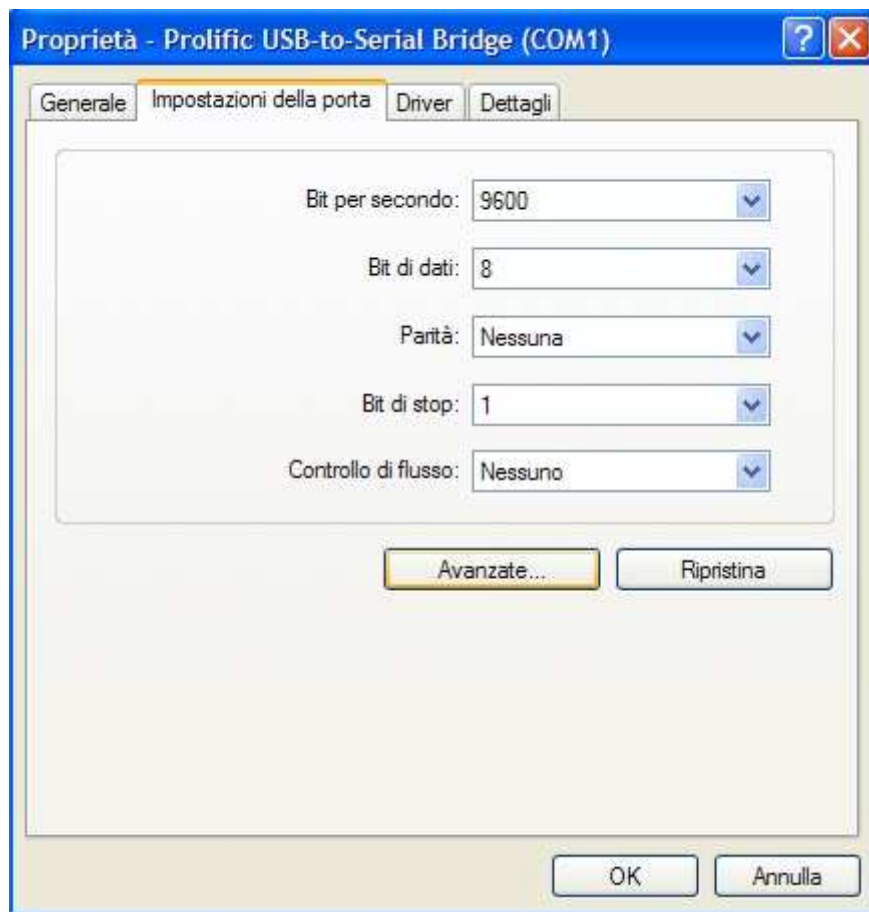 Proprietà - Prolific USB-to-Serial Bridge (COM1)
Generale Impostazioni della porta Driver Dettagli
Bit per secondo: 9600
Bit di dati: 8
Parità: Nessuna
Bit di stop: 1
Controllo di flusso: Nessuno
Avanzate... Ripristina
OK Annulla